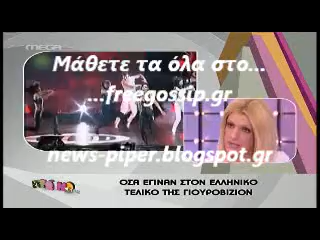 MEGA
Μάθετε τα όλα στο...
...freegossip.gr
news-piper.blogspot.gr
ΟΣΑ ΕΓΙΝΑΝ ΣΤΟΝ ΕΛΛΗΝΙΚΟ
ΤΕΛΙΚΟ ΤΗΣ ΓΙΟΥΡΟΒΙΖΙΟΝ